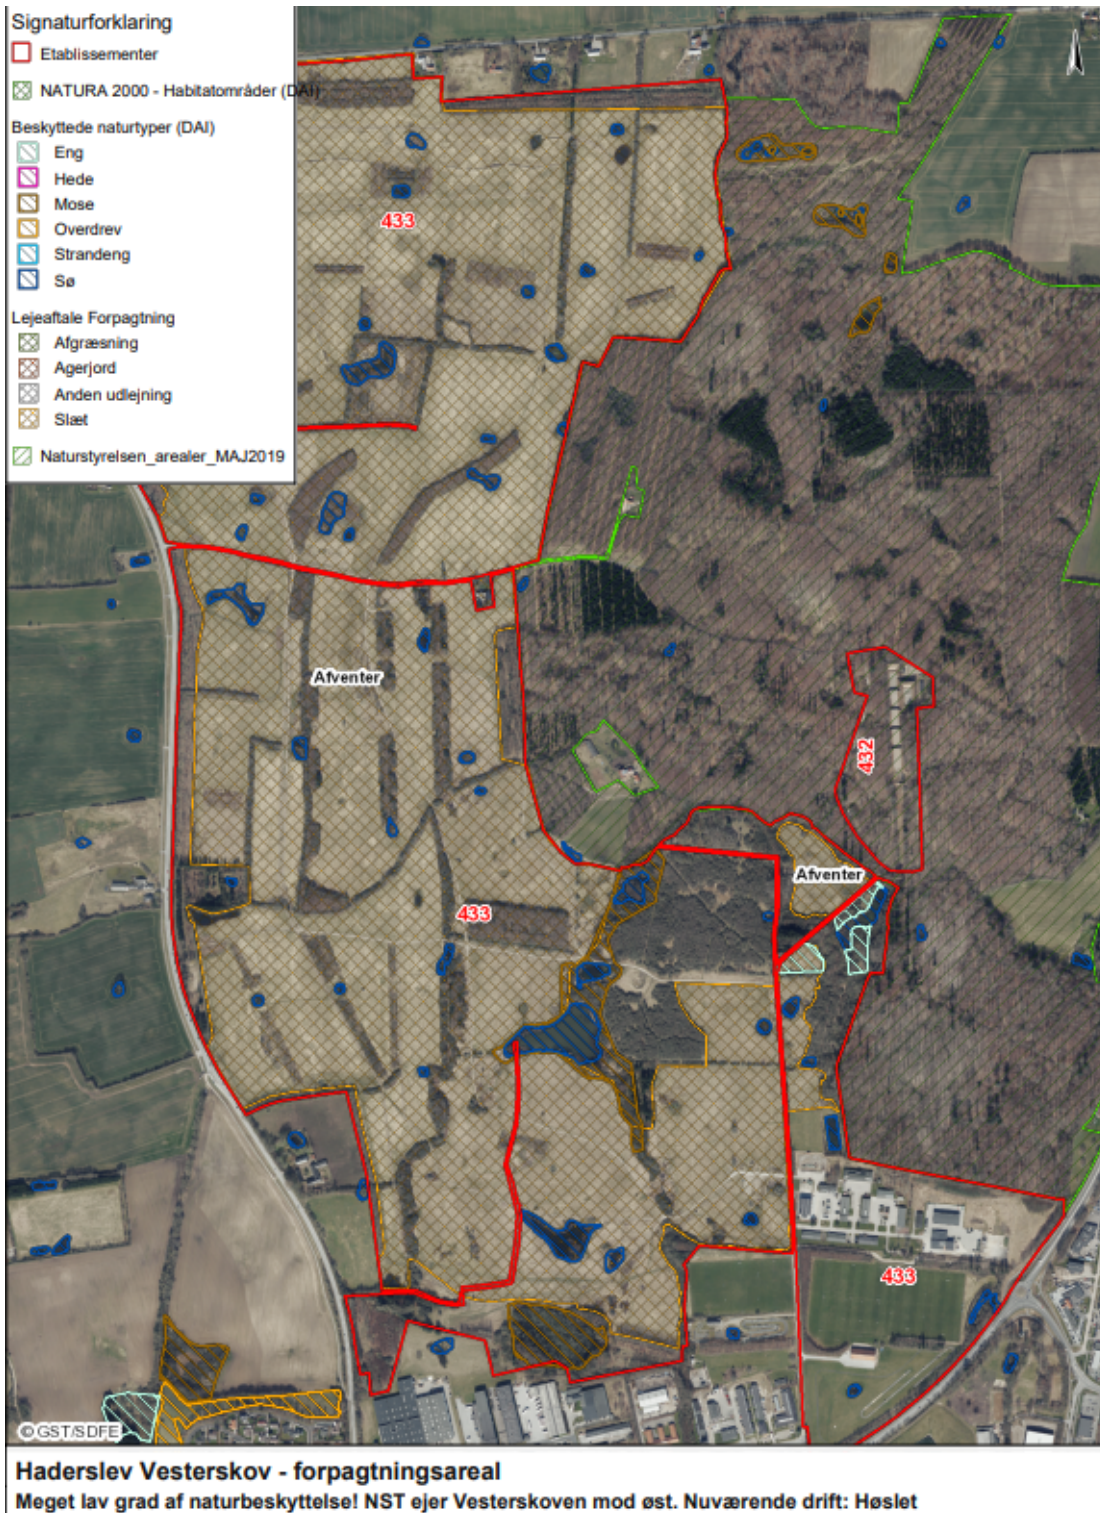 Signaturforklaring
Etablissementer
NATURA 2000 - Habitatområder (DAI)
Beskyttede naturtyper (DAI)
Eng
Hede
Mose
Overdrev
Strandeng
Sø
Lejeaftale Forpagtning
Afgræsning
Agerjord
Anden udlejning
Slæt
Naturstyrelsen_arealer_MAJ2019
433
Afventer
432
Afventer
433
433
©GST/SDFE
Haderslev Vesterskov - forpagtningsareal
Meget lav grad af naturbeskyttelse! NST ejer Vesterskoven mod øst. Nuværende drift: Høslet